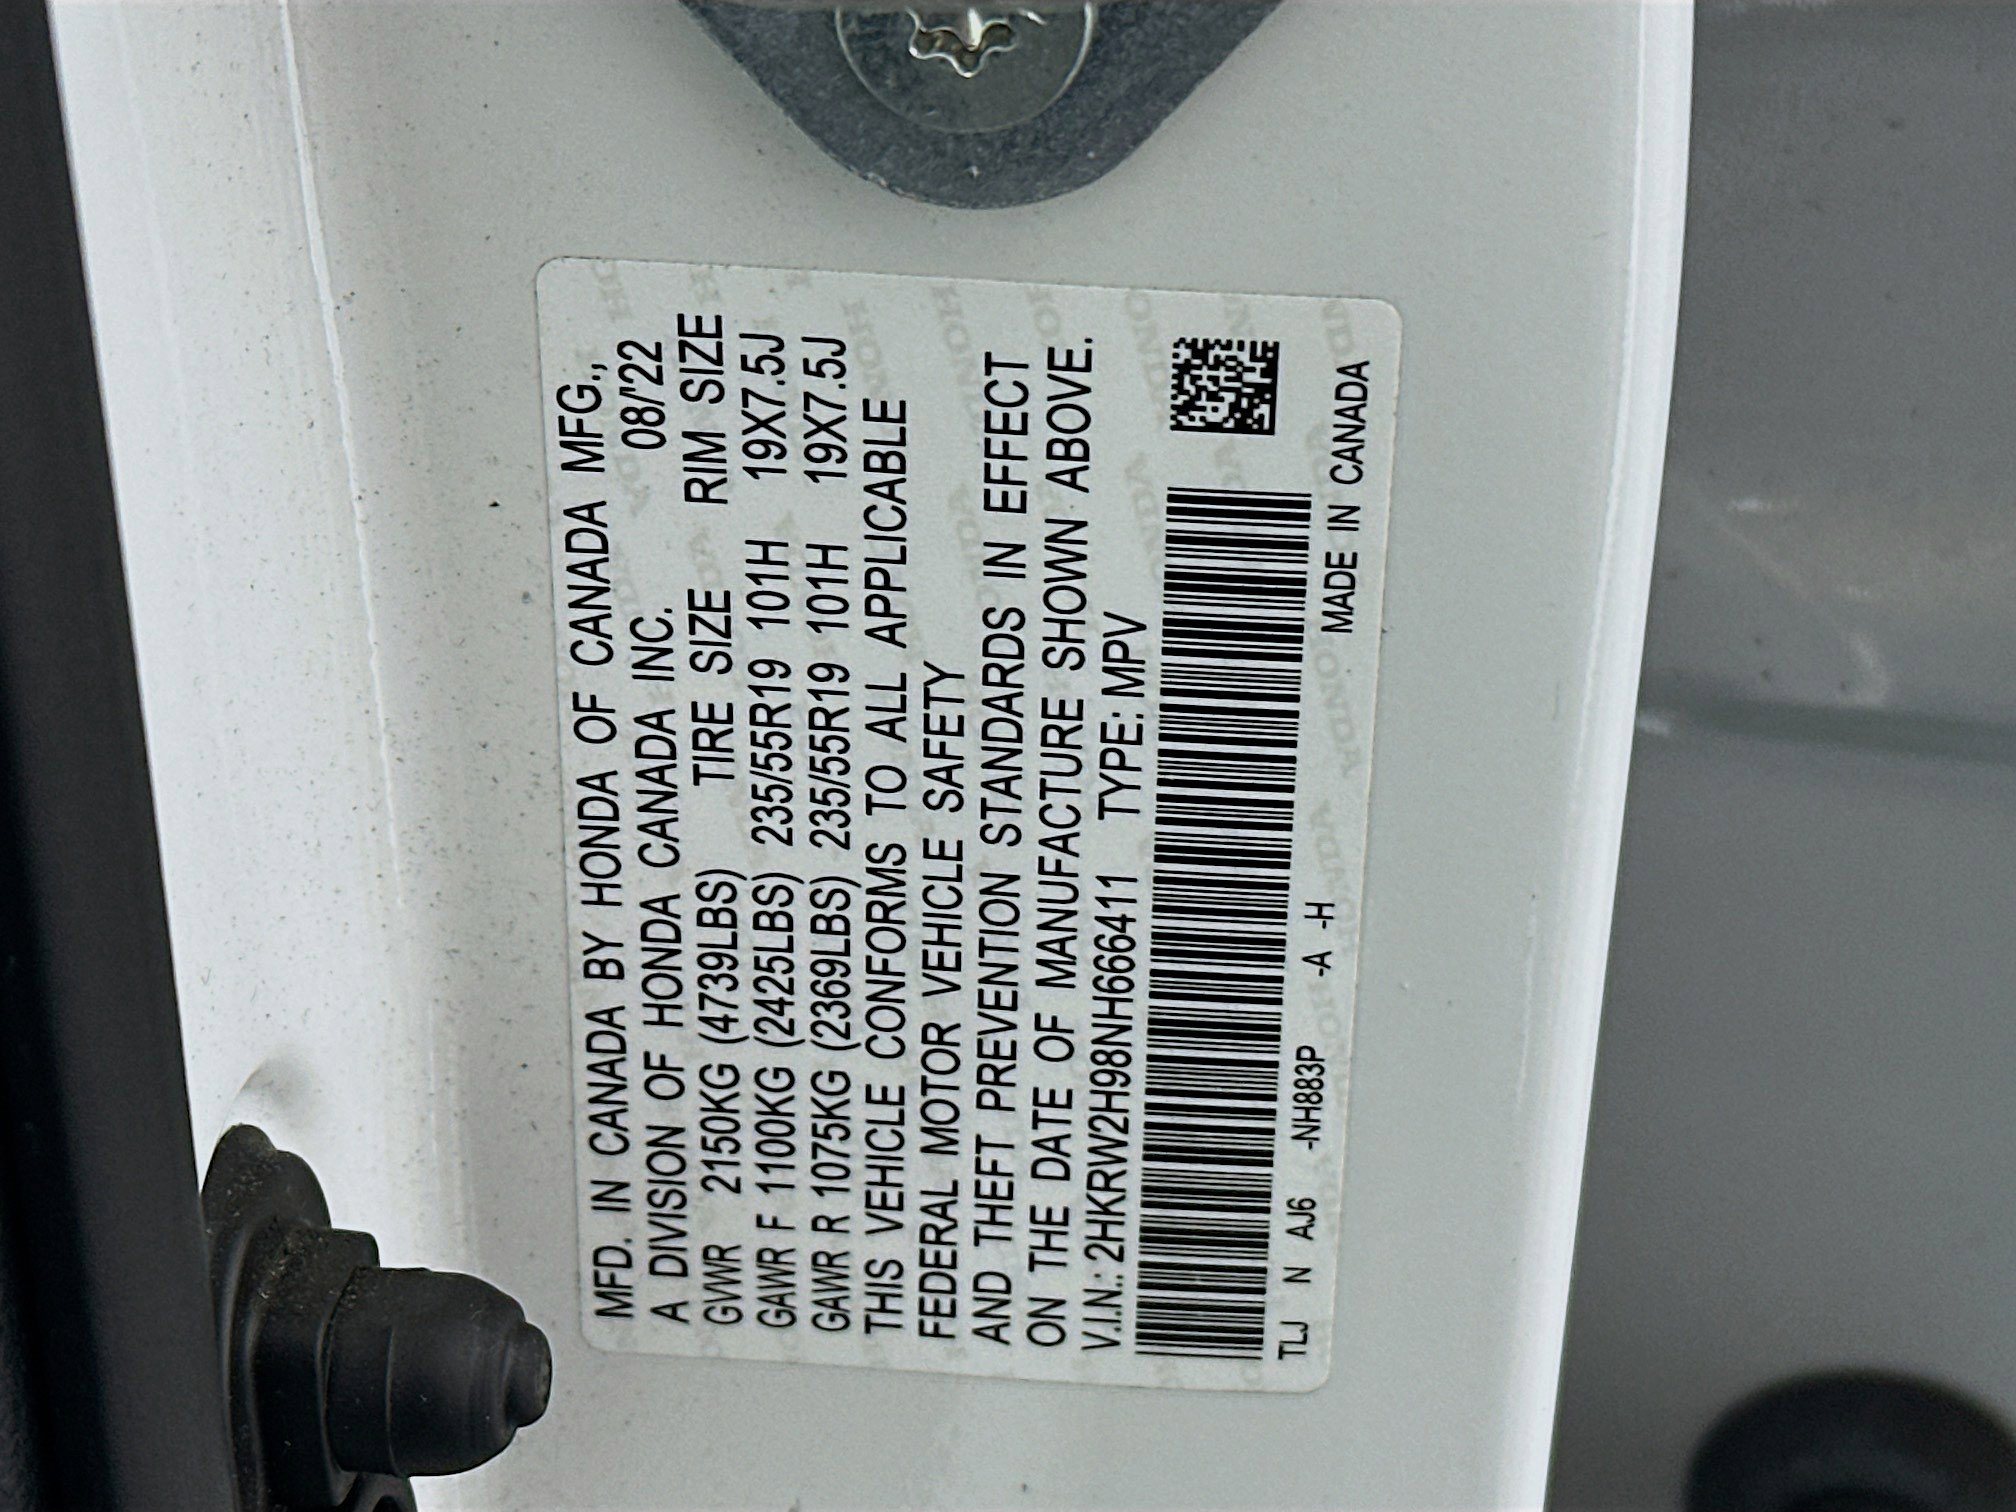 MFD. IN CANADA BY HONDA OF CANADA MFG.,
A DIVISION OF HONDA CANADA INC. 08/'22
GVWR 2150KG (4739LBS) TIRE SIZE RIM SIZE
GAWR F 1100KG (2425LBS) 235/55R19 101H 19X7.5J
GAWR R 1075KG (2369LBS) 235/55R19 101H 19X7.5J
THIS VEHICLE CONFORMS TO ALL APPLICABLE
FEDERAL MOTOR VEHICLE SAFETY
AND THEFT PREVENTION STANDARDS IN EFFECT
ON THE DATE OF MANUFACTURE SHOWN ABOVE.
V.I.N.: 2HKRW2H98NH666411 TYPE: MPV
TLJ N AJ6 -NH883P -A -H MADE IN CANADA